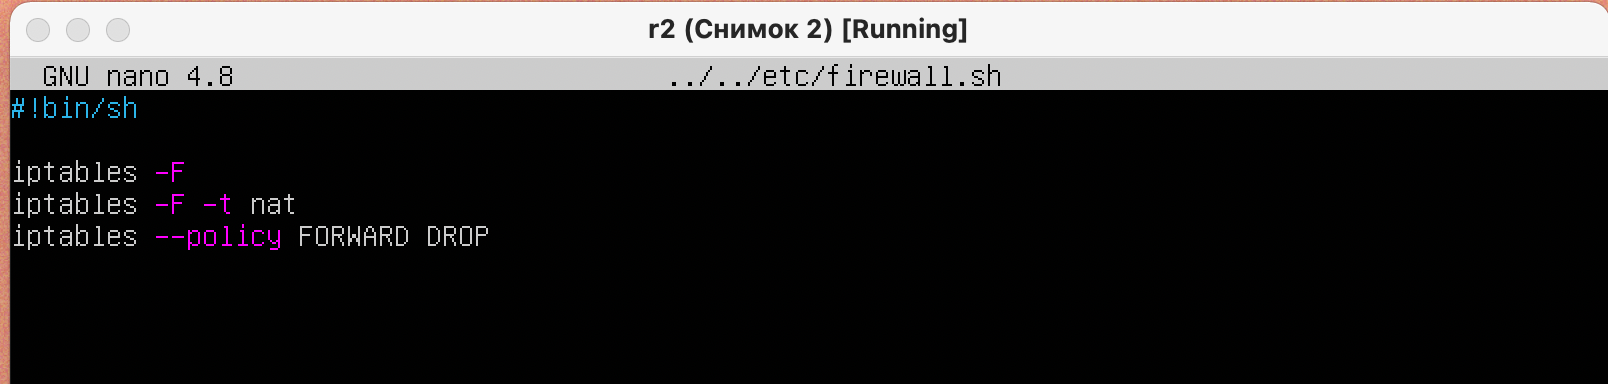 r2 (Снимок 2) [Running]
GNU nano 4.8 ../../etc/firewall.sh
#!bin/sh
iptables -F
iptables -F -t nat
iptables --policy FORWARD DROP